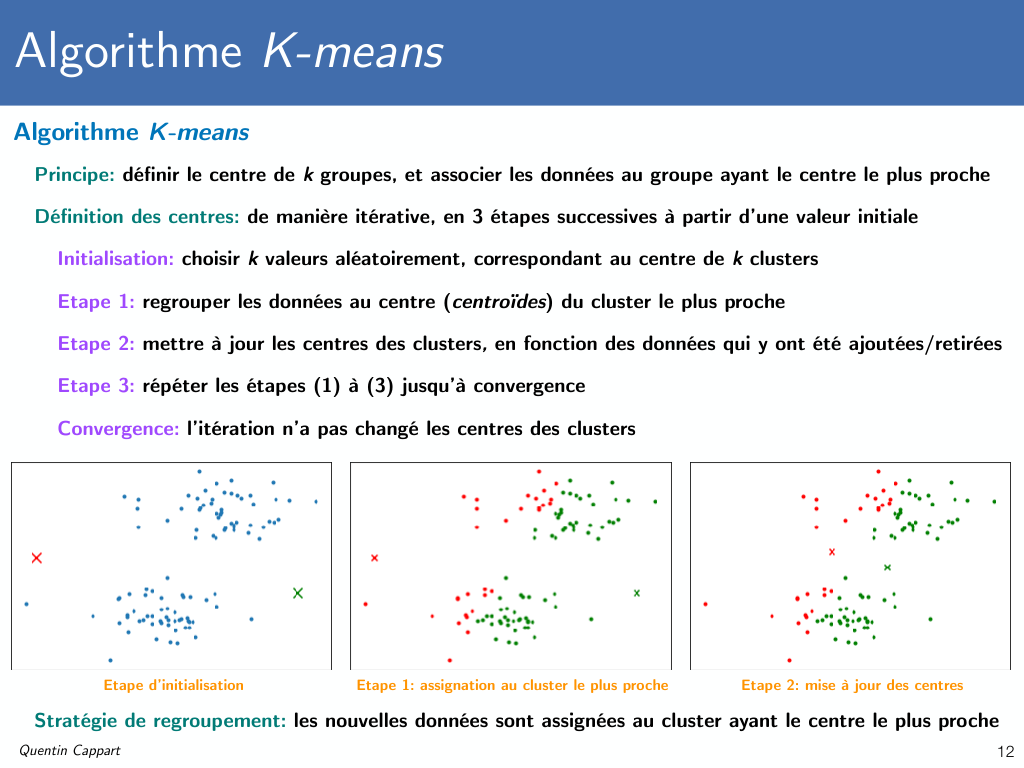 Algorithme K-means
Algorithme K-means
Principe: définir le centre de k groupes, et associer les données au groupe ayant le centre le plus proche
Définition des centres: de manière itérative, en 3 étapes successives à partir d'une valeur initiale
Initialisation: choisir k valeurs aléatoirement, correspondant au centre de k clusters
Etape 1: regrouper les données au centre (centroïdes) du cluster le plus proche
Etape 2: mettre à jour les centres des clusters, en fonction des données qui y ont été ajoutées/retirées
Etape 3: répéter les étapes (1) à (3) jusqu'à convergence
Convergence: l'itération n'a pas changé les centres des clusters
Etape d'initialisation
Etape 1: assignation au cluster le plus proche
Etape 2: mise à jour des centres
Stratégie de regroupement: les nouvelles données sont assignées au cluster ayant le centre le plus proche
Quentin Cappart
12